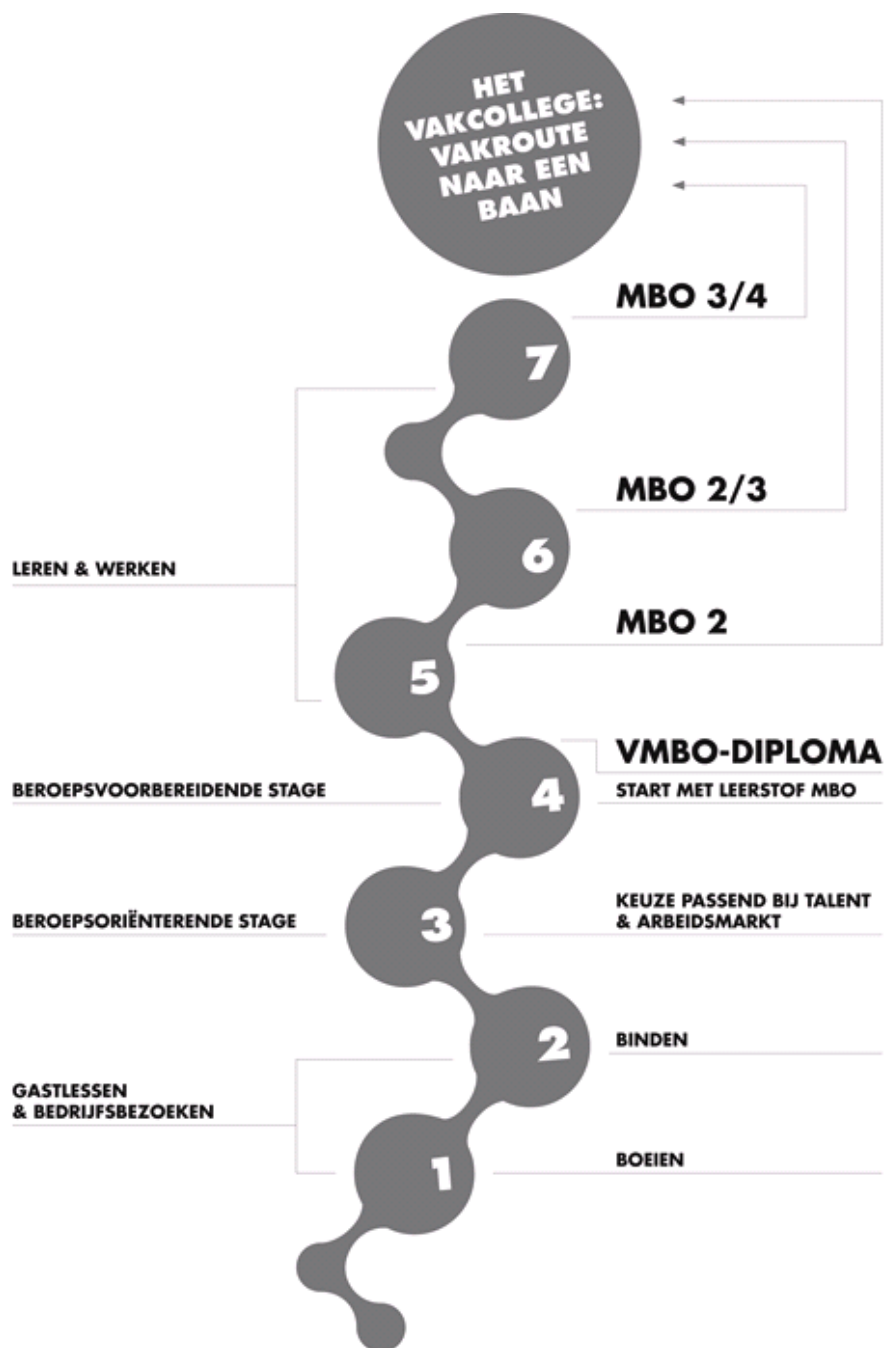 HET
VAKCOLLEGE:
VAKROUTE
NAAR EEN
BAAN
MBO 3/4
7
MBO 2/3
6
LEREN & WERKEN
MBO 2
5
VMBO-DIPLOMA
BEROEPSVOORBEREIDENDE STAGE
4
START MET LEERSTOF MBO
BEROEPSORIËNTERENDE STAGE
3
KEUZE PASSEND BIJ TALENT
& ARBEIDSMARKT
2
BINDEN
GASTLESSEN
& BEDRIJFSBEZOEKEN
1
BOEIEN